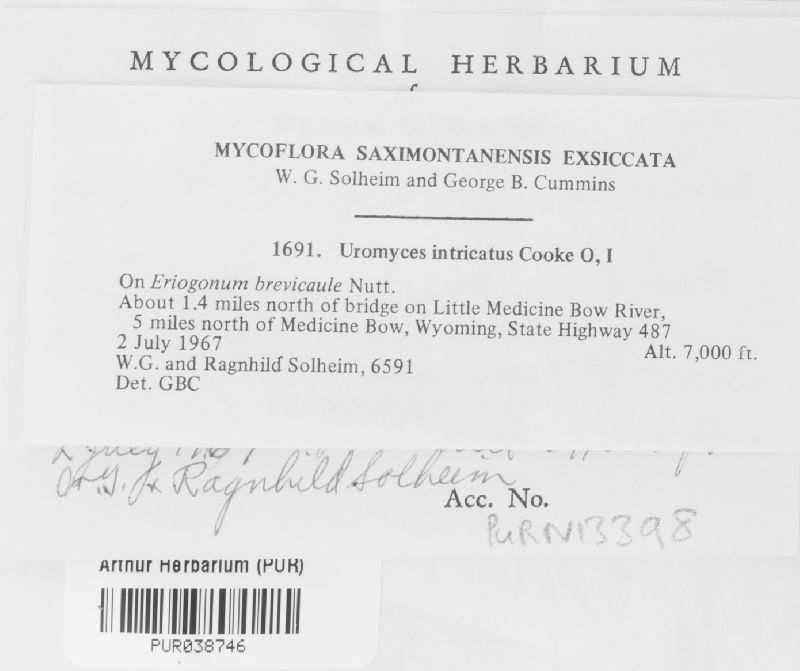 MYCOLOGICAL HERBARIUM
MYCOFLORA SAXIMONTANENSIS EXSICCATA
W. G. Solheim and George B. Cummins
1691. Uromyces intricatus Cooke O, I
On Eriogonum brevicaule Nutt.
About 1.4 miles north of bridge on Little Medicine Bow River,
5 miles north of Medicine Bow, Wyoming, State Highway 487
2 July 1967 Alt. 7,000 ft.
W.G. and Ragnhild Solheim, 6591
Det. GBC
2 July
W.G. & Ragnhild Solheim
Acc. No.
PURN13398
Arthur Herbarium (PUR)
PUR038746